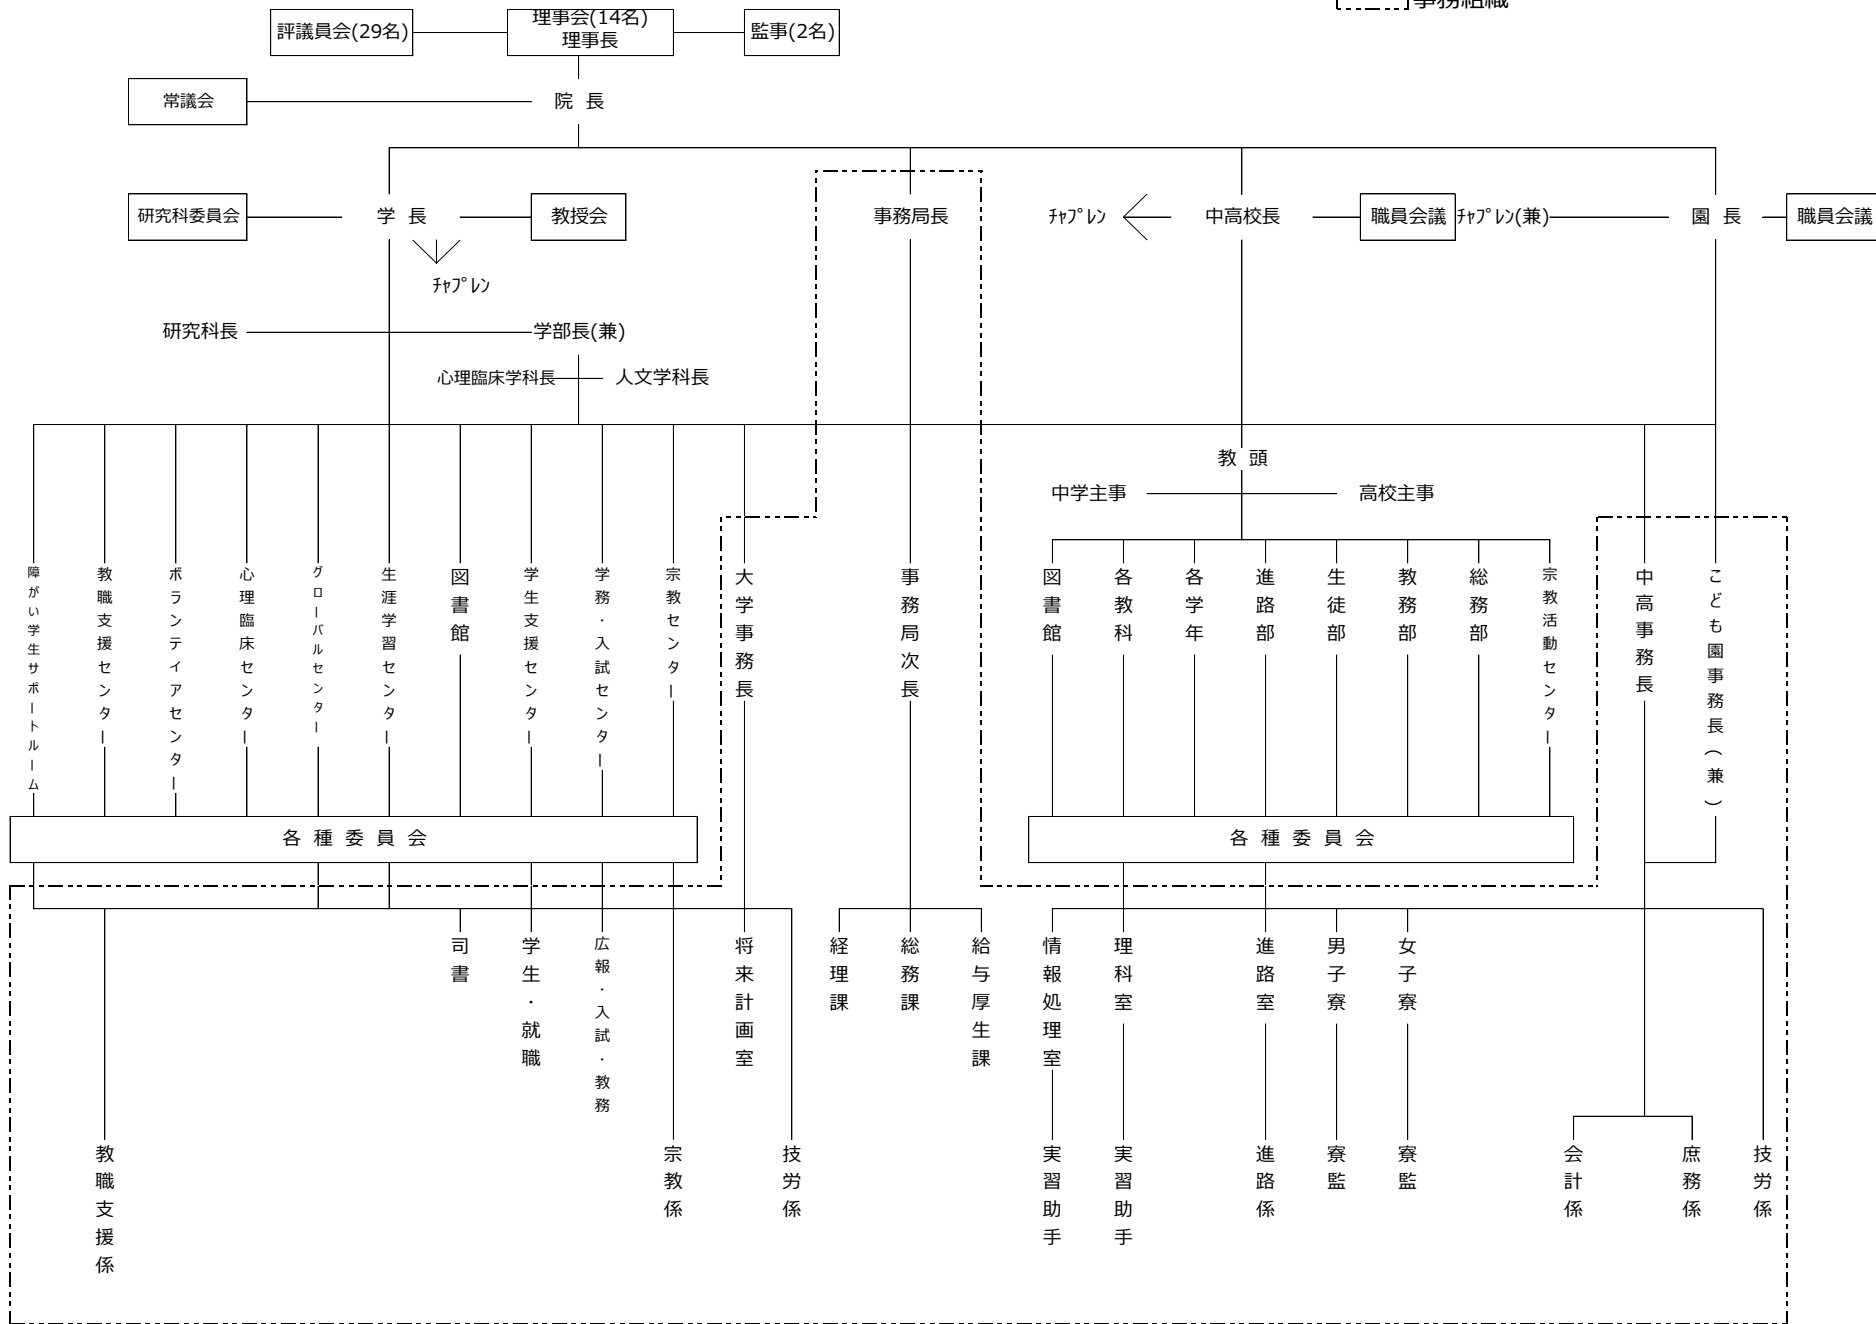 事務組織
評議員会(29名)
理事会(14名)
理事長
監事(2名)
常議会
院 長
研究科委員会
学 長
教授会
事務局長
ﾁｬﾌﾟﾚﾝ
中高校長
職員会議
ﾁｬﾌﾟﾚﾝ(兼)
園 長
職員会議
ﾁｬﾌﾟﾚﾝ
研究科長
学部長(兼)
心理臨床学科長
人文学科長
教 頭
中学主事
高校主事
障がい学生サポートルーム
教職支援センター
ボランティアセンター
心理臨床センター
グローバルセンター
生涯学習センター
図書館
学生支援センター
学務・入試センター
宗教センター
大学事務長
事務局次長
図書館
各教科
各学年
進路部
生徒部
教務部
総務部
宗教活動センター
中高事務長
こども園事務長(兼)
各 種 委 員 会
各 種 委 員 会
司書
学生・就職
広報・入試・教務
将来計画室
経理課
総務課
給与厚生課
情報処理室
理科室
進路室
男子寮
女子寮
教職支援係
宗教係
技労係
実習助手
実習助手
進路係
寮監
寮監
会計係
庶務係
技労係